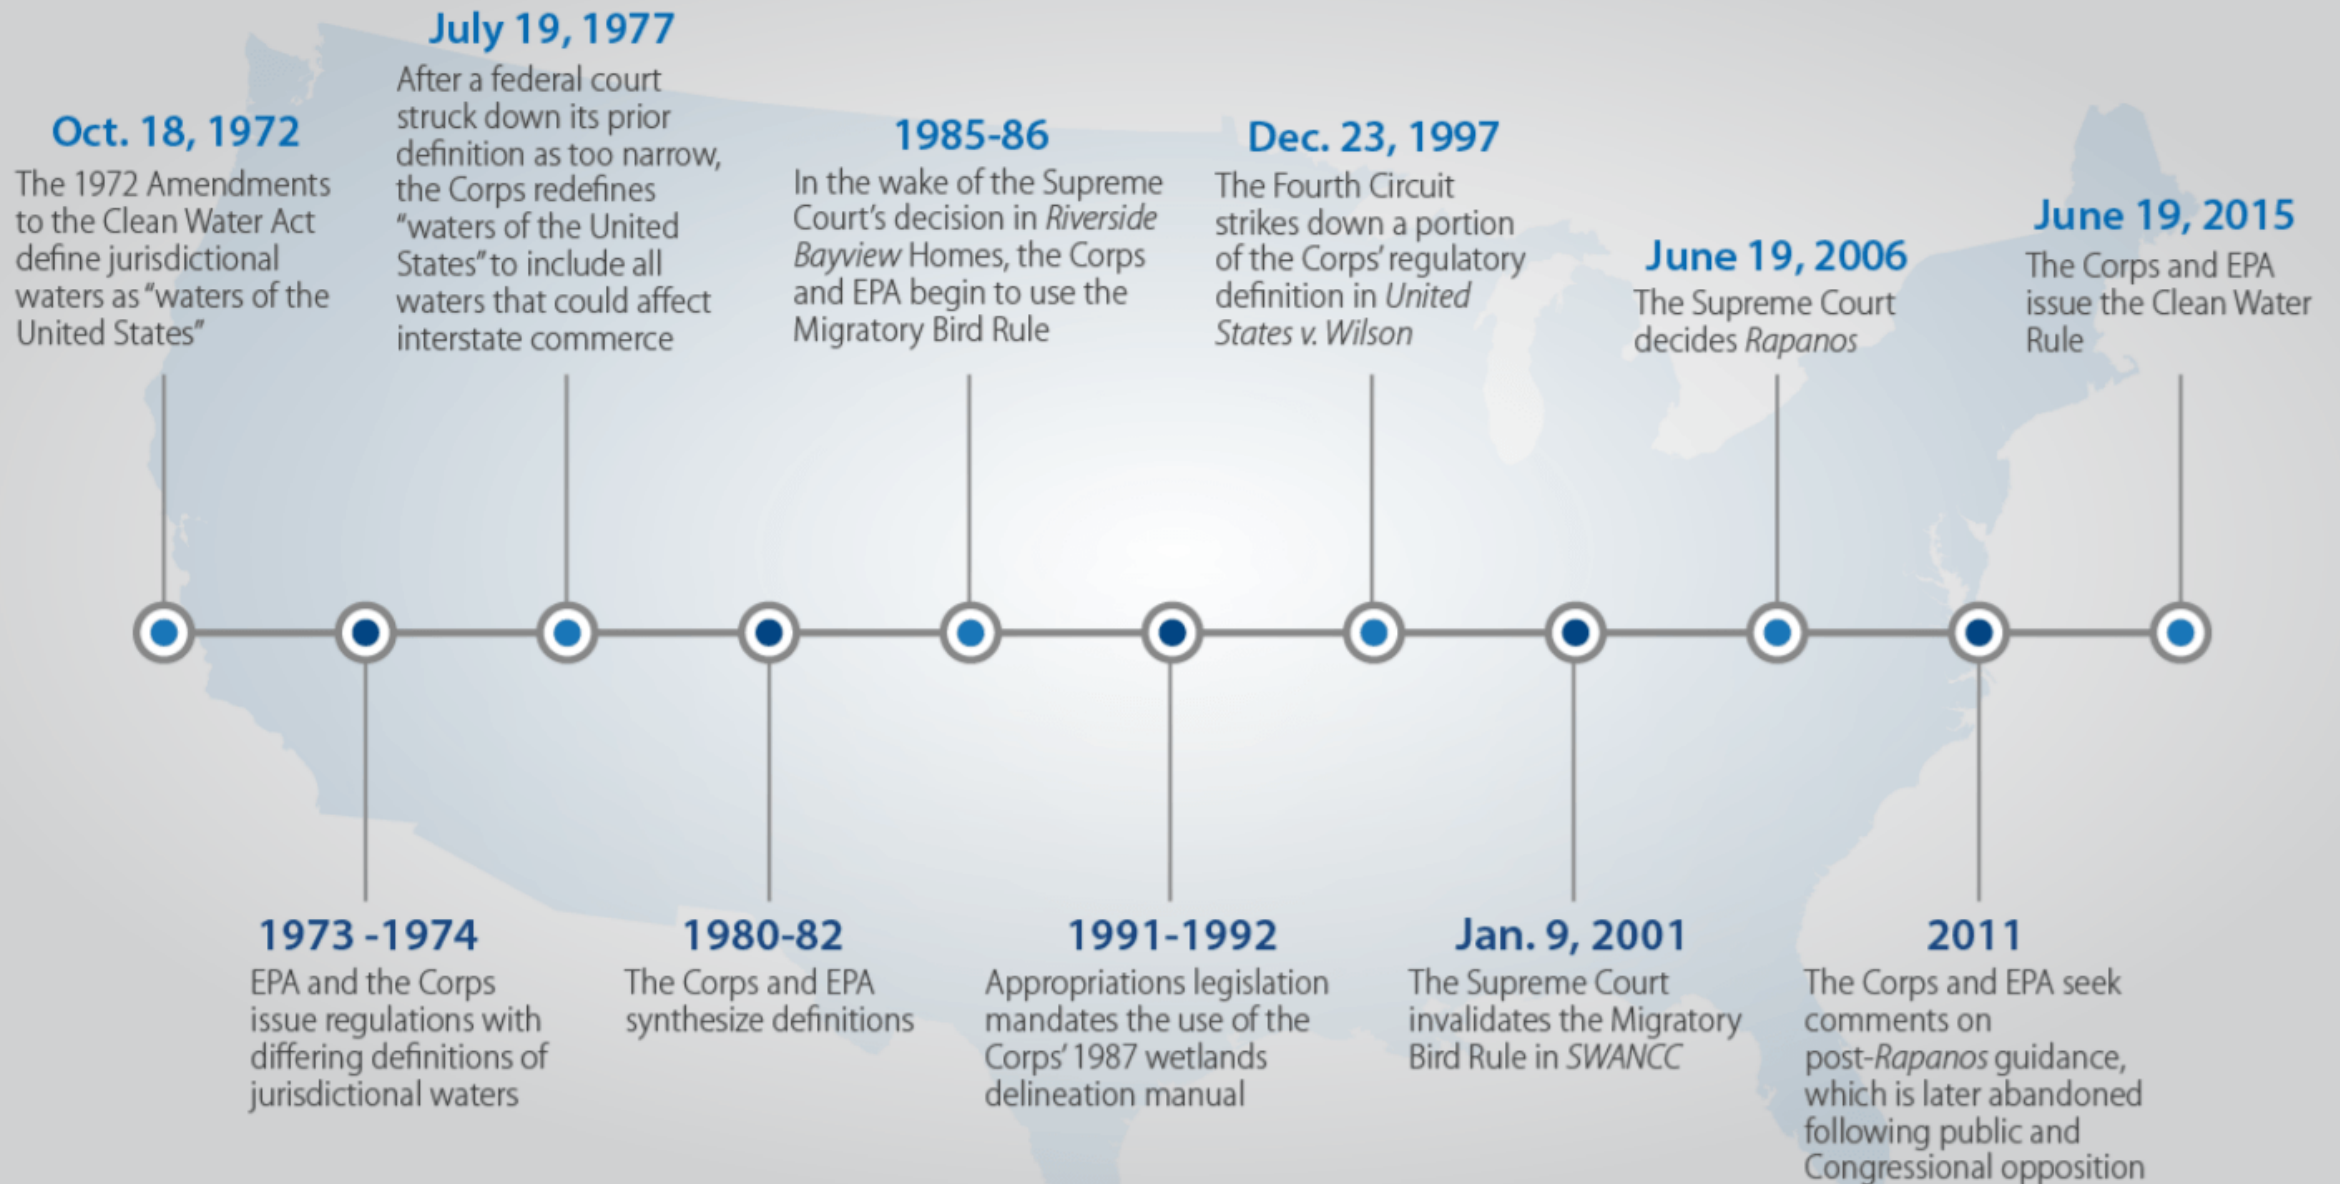 Oct. 18, 1972
The 1972 Amendments
to the Clean Water Act
define jurisdictional
waters as “waters of the
United States”
July 19, 1977
After a federal court
struck down its prior
definition as too narrow,
the Corps redefines
“waters of the United
States” to include all
waters that could affect
interstate commerce
1985-86
In the wake of the Supreme
Court’s decision in Riverside
Bayview Homes, the Corps
and EPA begin to use the
Migratory Bird Rule
Dec. 23, 1997
The Fourth Circuit
strikes down a portion
of the Corps’ regulatory
definition in United
States v. Wilson
June 19, 2006
The Supreme Court
decides Rapanos
June 19, 2015
The Corps and EPA
issue the Clean Water
Rule
1973 -1974
EPA and the Corps
issue regulations with
differing definitions of
jurisdictional waters
1980-82
The Corps and EPA
synthesize definitions
1991-1992
Appropriations legislation
mandates the use of the
Corps’ 1987 wetlands
delineation manual
Jan. 9, 2001
The Supreme Court
invalidates the Migratory
Bird Rule in SWANCC
2011
The Corps and EPA seek
comments on
post-Rapanos guidance,
which is later abandoned
following public and
Congressional opposition